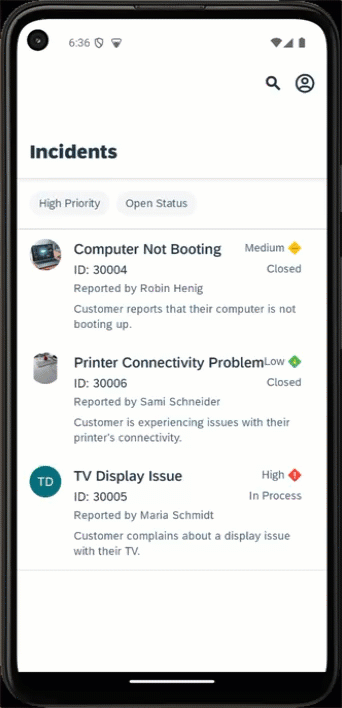 6:36
Incidents
High Priority Open Status
Computer Not Booting Medium
ID: 30004 Closed
Reported by Robin Henig
Customer reports that their computer is not
booting up.
Printer Connectivity Problem Low
ID: 30006 Closed
Reported by Sami Schneider
Customer is experiencing issues with their
printer's connectivity.
TD TV Display Issue High
ID: 30005 In Process
Reported by Maria Schmidt
Customer complains about a display issue
with their TV.